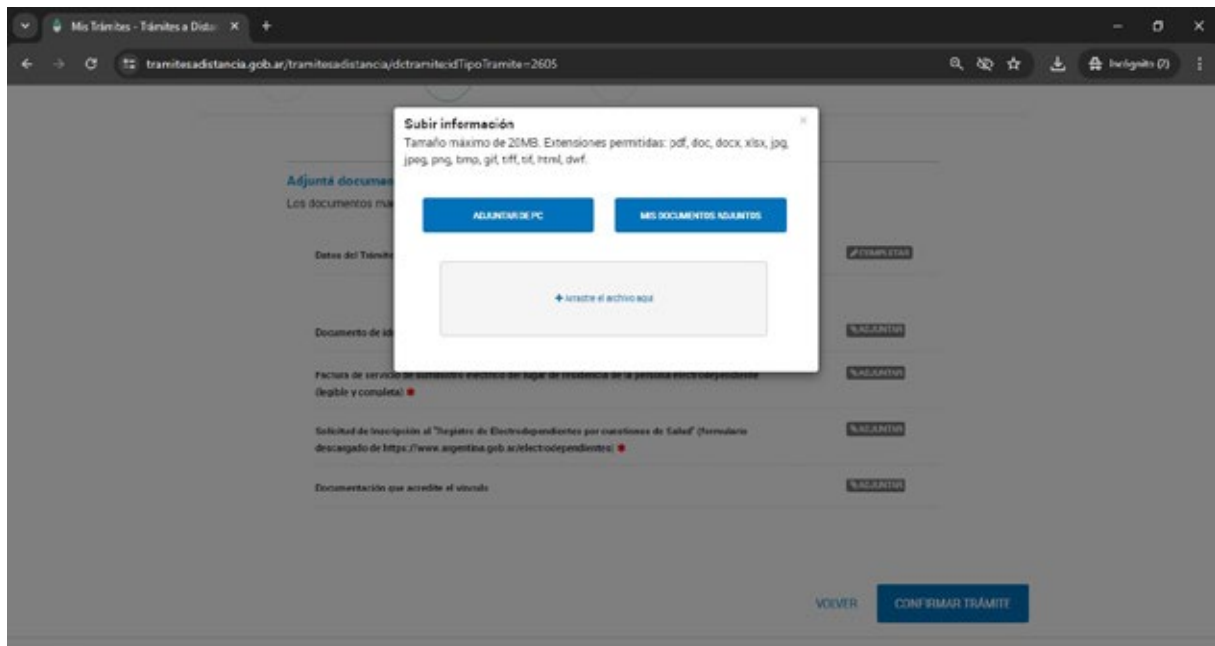 Mis Trámites - Trámites a Dista
tramitesadistancia.gob.ar/tramitesadistancia/dctramitecidTipoTramite=2605
Incógnito (2)
Subir información
Tamaño máximo de 20MB. Extensiones permitidas: pdf, doc, docx, xlsx, jpg,
jpeg, png, bmp, gif, tiff, tif, html, dwf.
ADJUNTAR DE PC
MIS DOCUMENTOS ADJUNTOS
+ Arrastre el archivo aquí
Adjuntá documen
Los documentos ma
Datos del Trámite
COMPLETAR
Documento de id
ADJUNTAR
Factura de servicio de suministro eléctrico del lugar de residencia de la persona electrodependiente
(legible y completa) *
ADJUNTAR
Solicitud de Inscripción al "Registro de Electrodependientes por cuestiones de Salud" (formulario
descargado de https://www.argentina.gob.ar/electrodependientes) *
ADJUNTAR
Documentación que acredite el vínculo
ADJUNTAR
VOLVER
CONFIRMAR TRÁMITE